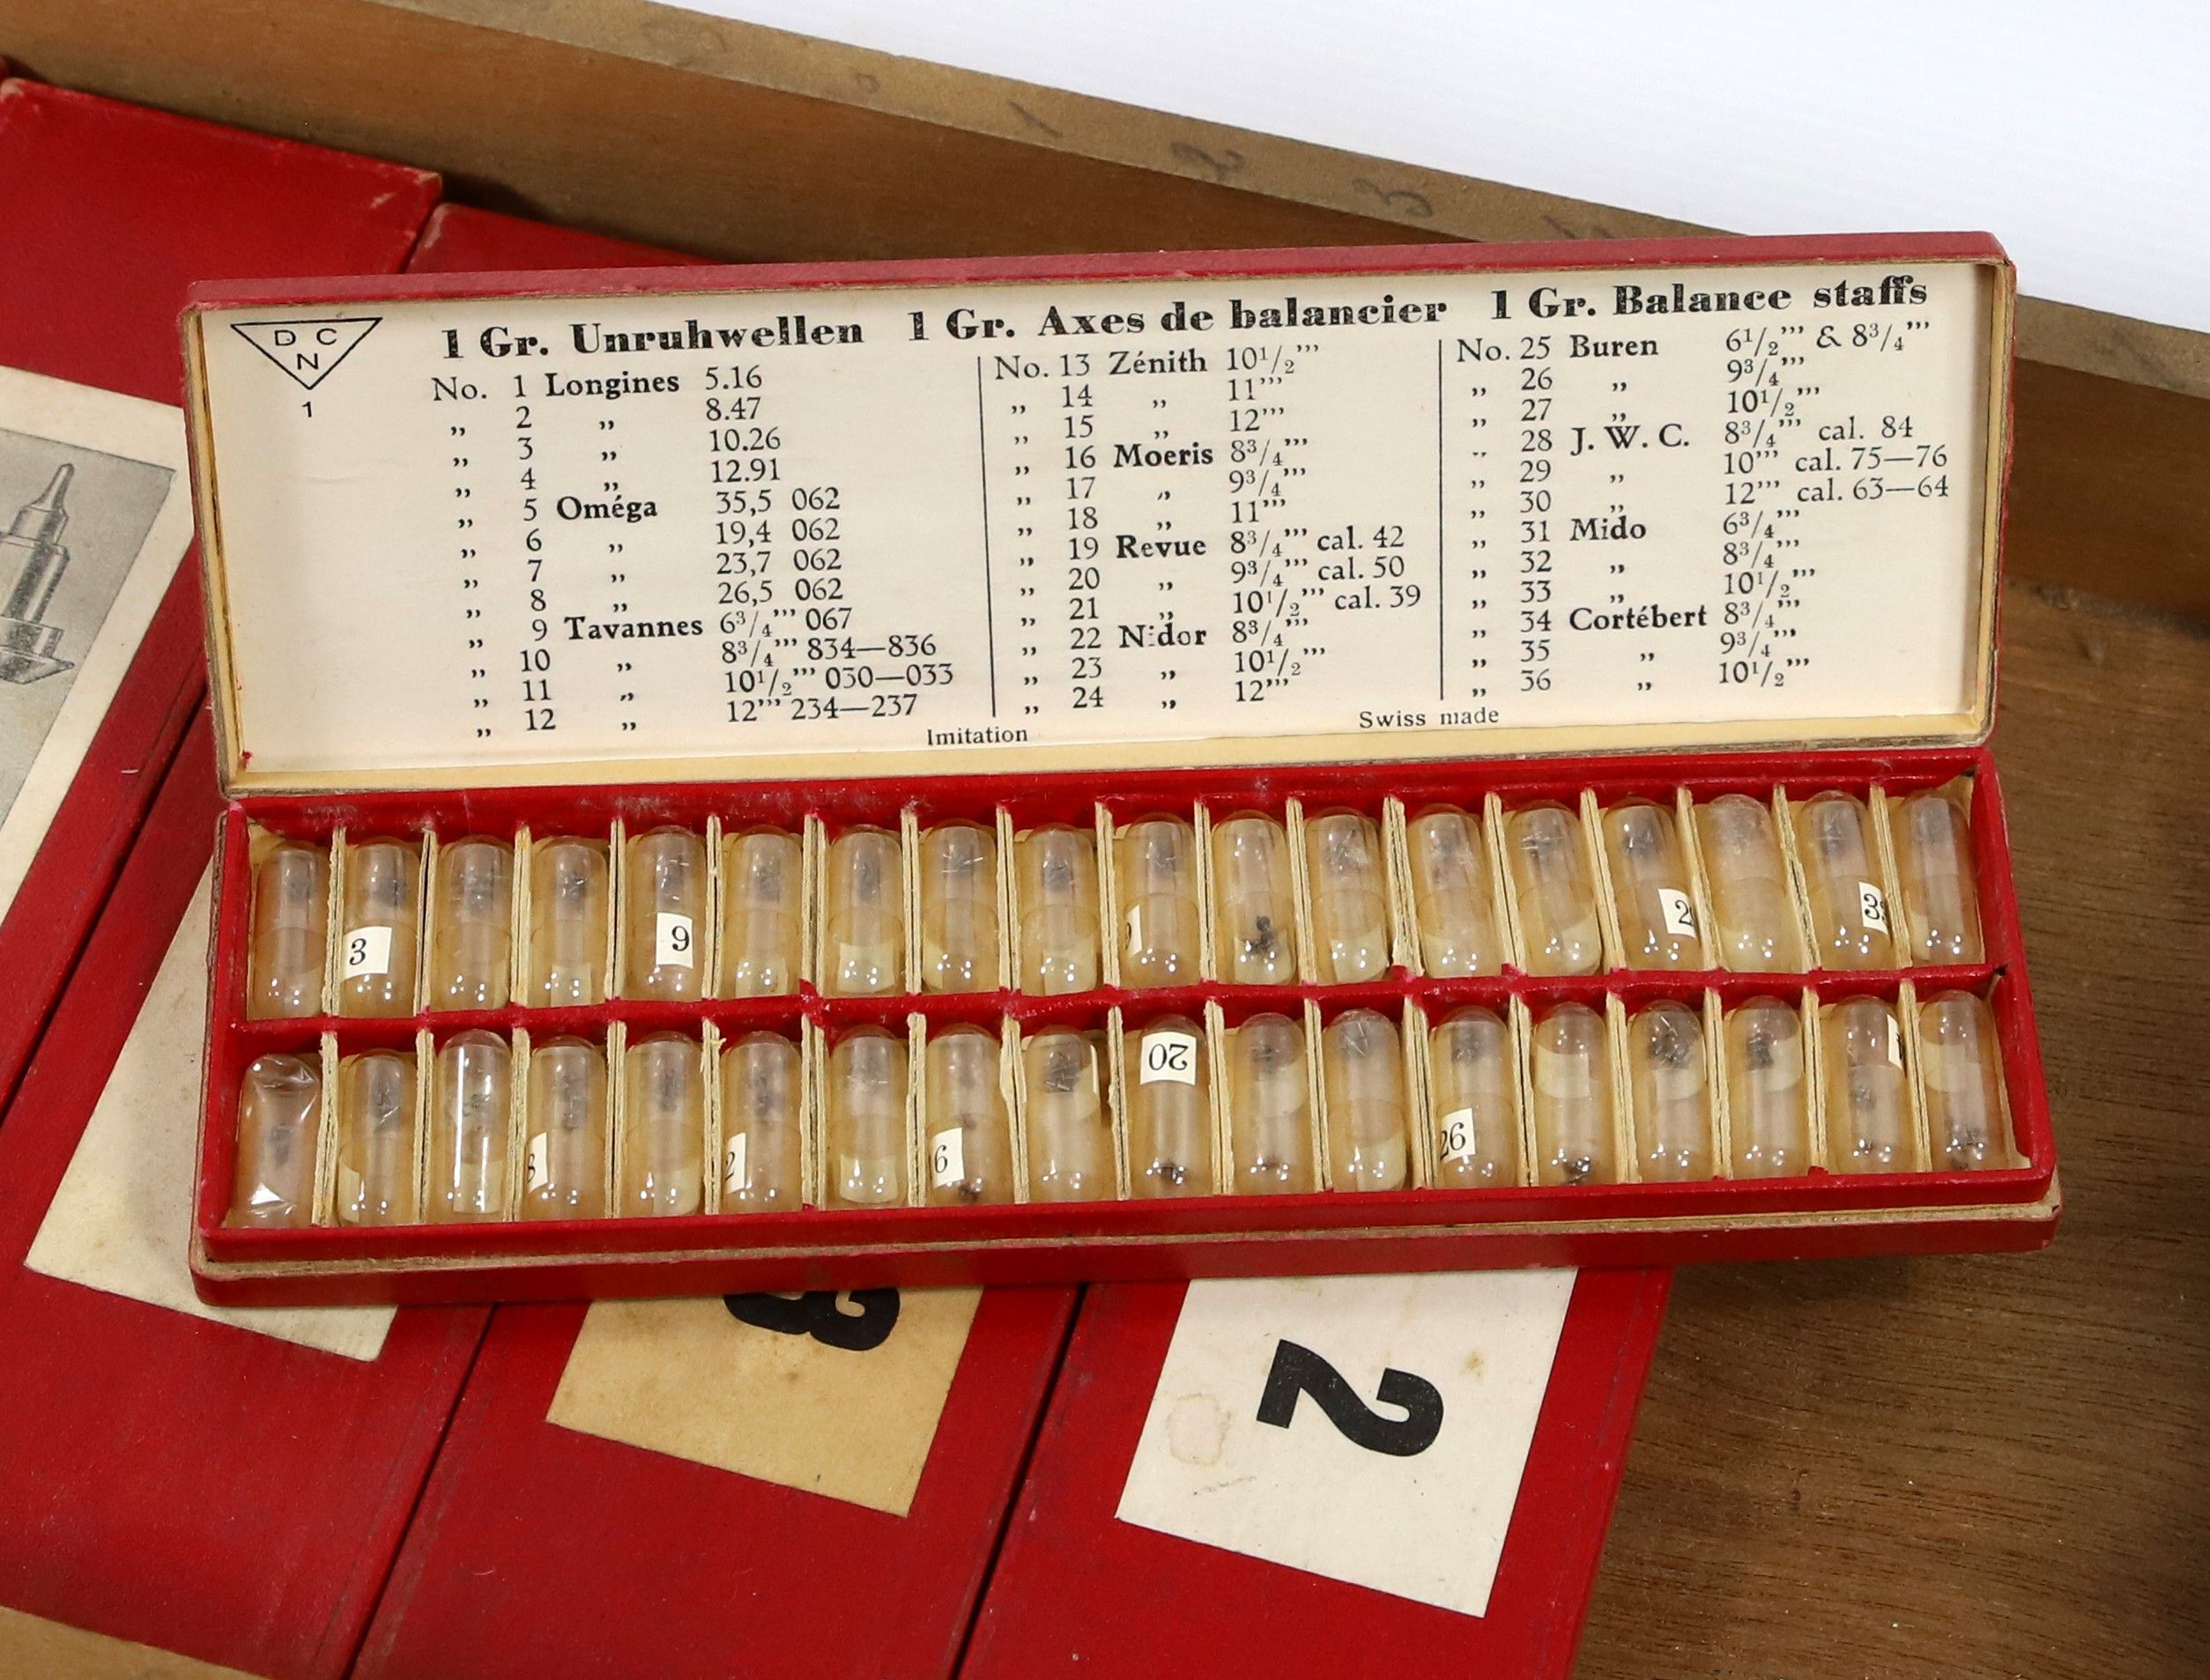 D C
N
1
1 Gr. Unruhwellen 1 Gr. Axes de balancier 1 Gr. Balance staffs
No. 1 Longines 5.16
„ 2 „ 8.47
„ 3 „ 10.26
„ 4 „ 12.91
„ 5 Oméga 35,5 062
„ 6 „ 19,4 062
„ 7 „ 23,7 062
„ 8 „ 26,5 062
„ 9 Tavannes 6³/₄''' 067
„ 10 „ 8³/₄''' 834—836
„ 11 „ 10¹/₂''' 030—033
„ 12 „ 12''' 234—237
No. 13 Zénith 10¹/₂'''
„ 14 „ 11'''
„ 15 „ 12'''
„ 16 Moeris 8³/₄'''
„ 17 „ 9³/₄'''
„ 18 „ 11'''
„ 19 Revue 8³/₄''' cal. 42
„ 20 „ 9³/₄''' cal. 50
„ 21 „ 10¹/₂''' cal. 39
„ 22 Nidor 8³/₄'''
„ 23 „ 10¹/₂'''
„ 24 „ 12'''
No. 25 Buren 6¹/₂''' & 8³/₄'''
„ 26 „ 9³/₄'''
„ 27 „ 10¹/₂'''
„ 28 J. W. C. 8³/₄''' cal. 84
„ 29 „ 10''' cal. 75—76
„ 30 „ 12''' cal. 63—64
„ 31 Mido 6³/₄'''
„ 32 „ 8³/₄'''
„ 33 „ 10¹/₂'''
„ 34 Cortébert 8³/₄'''
„ 35 „ 9³/₄'''
„ 36 „ 10¹/₂'''
Imitation
Swiss made
3
9
2
3
20
6
26
3
2
1
2
3